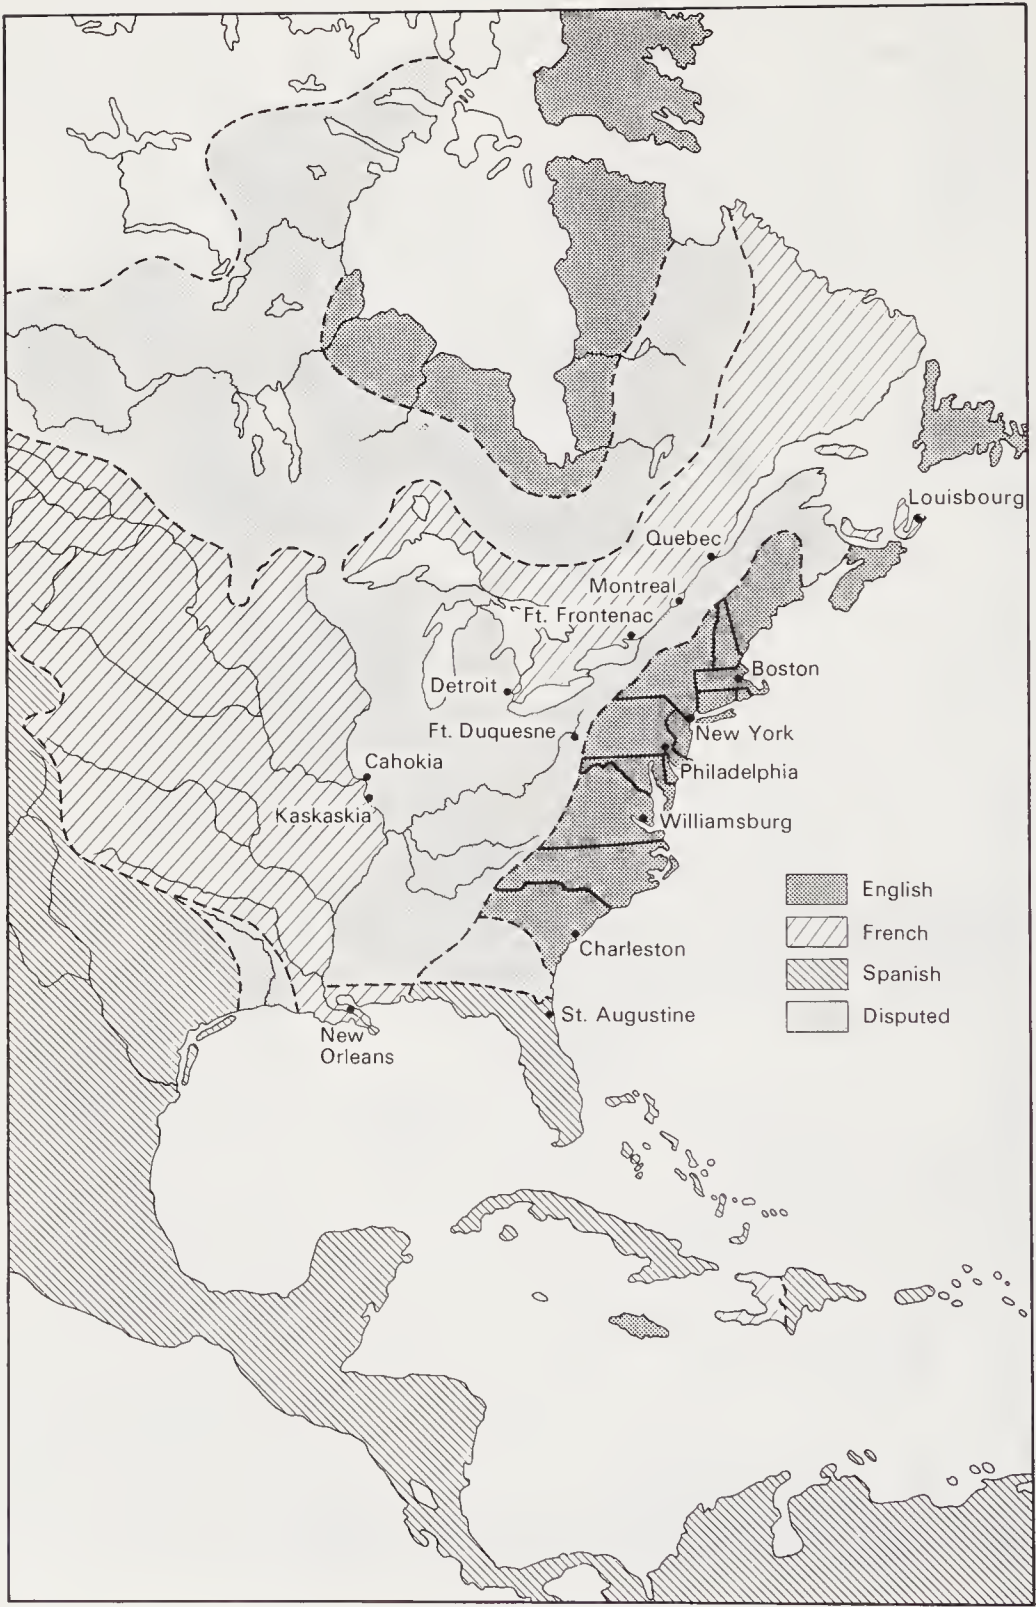 Louisbourg
Quebec
Montreal
Ft. Frontenac
Boston
Detroit
Ft. Duquesne
New York
Cahokia
Philadelphia
Kaskaskia
Williamsburg
English
French
Charleston
Spanish
St. Augustine
Disputed
New
Orleans